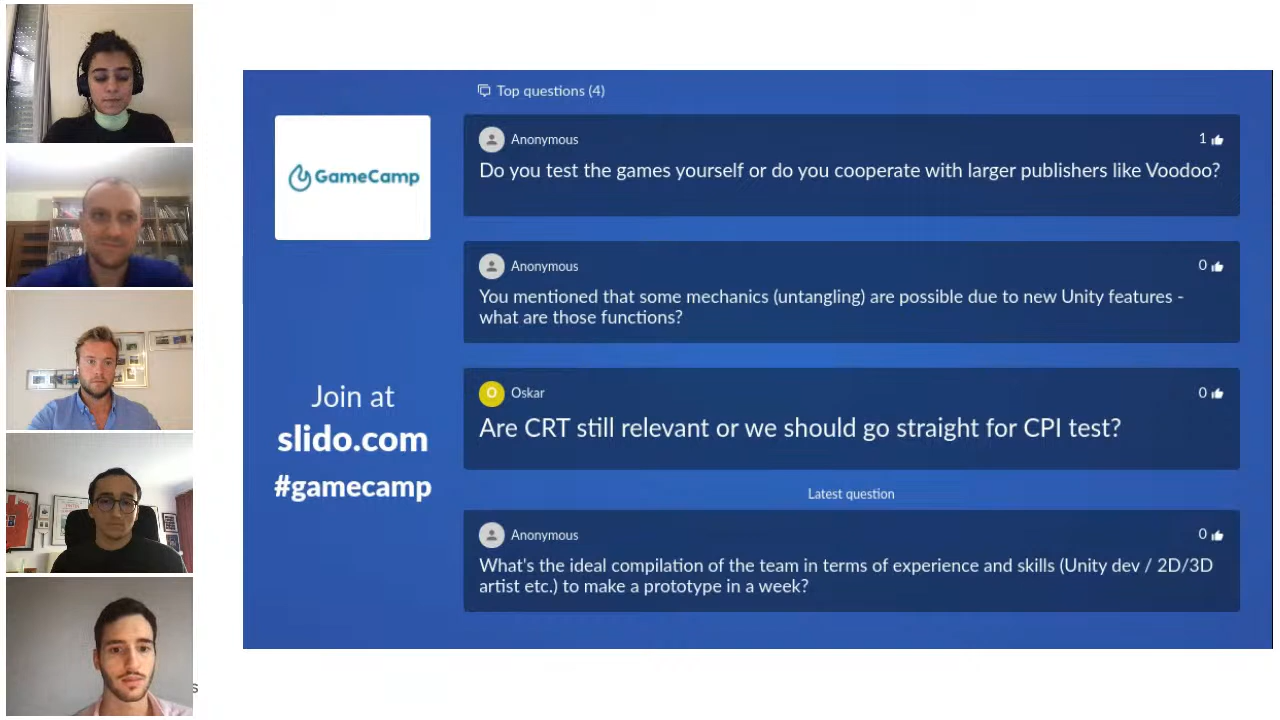 Top questions (4)
GameCamp
Anonymous
1
Do you test the games yourself or do you cooperate with larger publishers like Voodoo?
Anonymous
0
You mentioned that some mechanics (untangling) are possible due to new Unity features -
what are those functions?
Join at
slido.com
#gamecamp
O
Oskar
0
Are CRT still relevant or we should go straight for CPI test?
Latest question
Anonymous
0
What's the ideal compilation of the team in terms of experience and skills (Unity dev / 2D/3D
artist etc.) to make a prototype in a week?
s